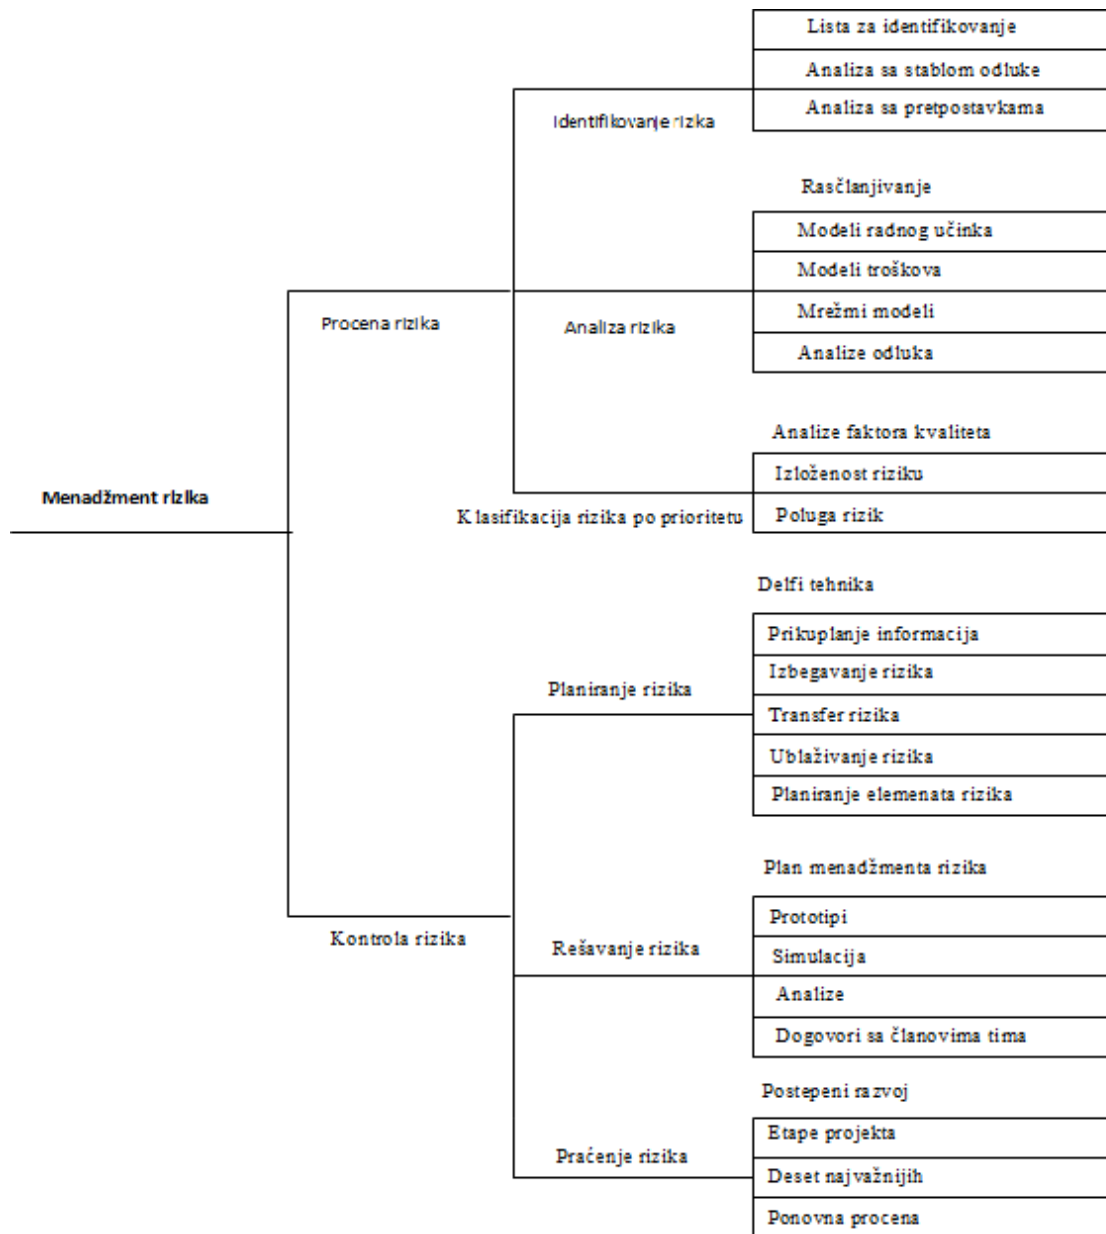 Lista za identifikovanje
Analiza sa stablom odluke
Analiza sa pretpostavkama
Identifikovanje rizka
Rasčlanjivanje
Modeli radnog učinka
Modeli troškova
Mrežmi modeli
Analize odluka
Procena rizika
Analiza rizika
Analize faktora kvaliteta
Izloženost riziku
Poluga rizik
Klasifikacija rizika po prioritetu
Menadžment rizika
Delfi tehnika
Prikuplanje informacija
Izbegavanje rizika
Transfer rizika
Ublaživanje rizika
Planiranje elemenata rizika
Planiranje rizika
Plan menadžmenta rizika
Prototipi
Simulacija
Analize
Dogovori sa članovima tima
Kontrola rizika
Rešavanje rizika
Postepeni razvoj
Etape projekta
Deset najvažnijih
Ponovna procena
Praćenje rizika